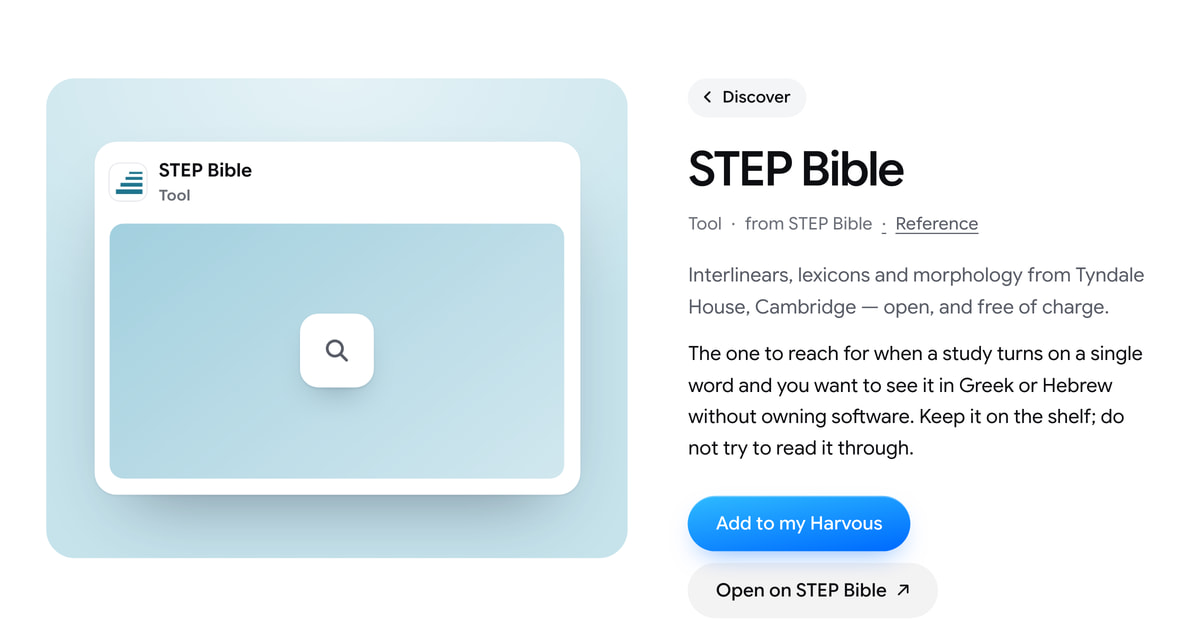 STEP Bible
Tool
Discover
STEP Bible
Tool · from STEP Bible · Reference
Interlinears, lexicons and morphology from Tyndale
House, Cambridge — open, and free of charge.
The one to reach for when a study turns on a single
word and you want to see it in Greek or Hebrew
without owning software. Keep it on the shelf; do
not try to read it through.
Add to my Harvous
Open on STEP Bible